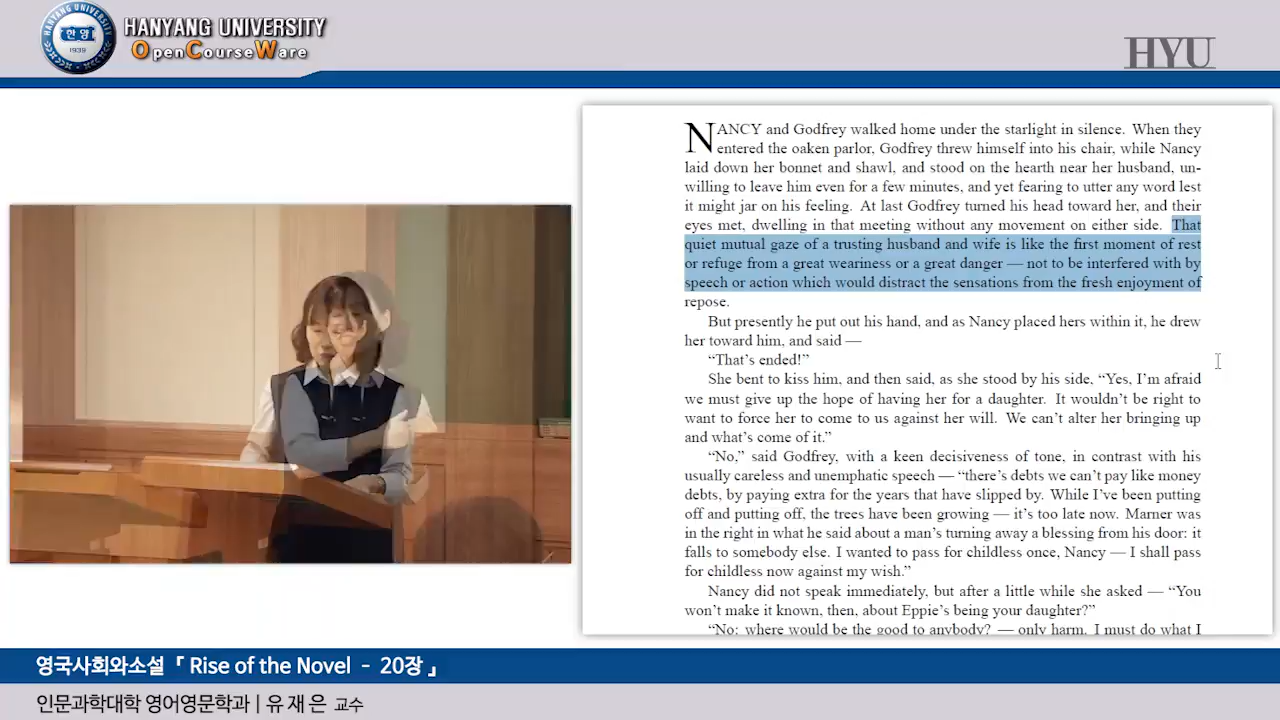 HANYANG UNIVERSITY
OpenCourseWare
한양
1939
HYU
NANCY and Godfrey walked home under the starlight in silence. When they
entered the oaken parlor, Godfrey threw himself into his chair, while Nancy
laid down her bonnet and shawl, and stood on the hearth near her husband, un-
willing to leave him even for a few minutes, and yet fearing to utter any word lest
it might jar on his feeling. At last Godfrey turned his head toward her, and their
eyes met, dwelling in that meeting without any movement on either side. That
quiet mutual gaze of a trusting husband and wife is like the first moment of rest
or refuge from a great weariness or a great danger — not to be interfered with by
speech or action which would distract the sensations from the fresh enjoyment of
repose.
But presently he put out his hand, and as Nancy placed hers within it, he drew
her toward him, and said —
“That’s ended!”
She bent to kiss him, and then said, as she stood by his side, “Yes, I’m afraid
we must give up the hope of having her for a daughter. It wouldn’t be right to
want to force her to come to us against her will. We can’t alter her bringing up
and what’s come of it.”
“No,” said Godfrey, with a keen decisiveness of tone, in contrast with his
usually careless and unemphatic speech — “there’s debts we can’t pay like money
debts, by paying extra for the years that have slipped by. While I’ve been putting
off and putting off, the trees have been growing — it’s too late now. Marner was
in the right in what he said about a man’s turning away a blessing from his door: it
falls to somebody else. I wanted to pass for childless once, Nancy — I shall pass
for childless now against my wish.”
Nancy did not speak immediately, but after a little while she asked — “You
won’t make it known, then, about Eppie’s being your daughter?”
“No: where would be the good to anybody? — only harm. I must do what I
영국사회와소설 「 Rise of the Novel - 20장 」
인문과학대학 영어영문학과 | 유 재 은 교수